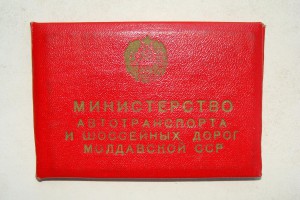 МИНИСТЕРСТВО
АВТОТРАНСПОРТА
И ШОССЕЙНЫХ ДОРОГ
МОЛДАВСКОЙ ССР